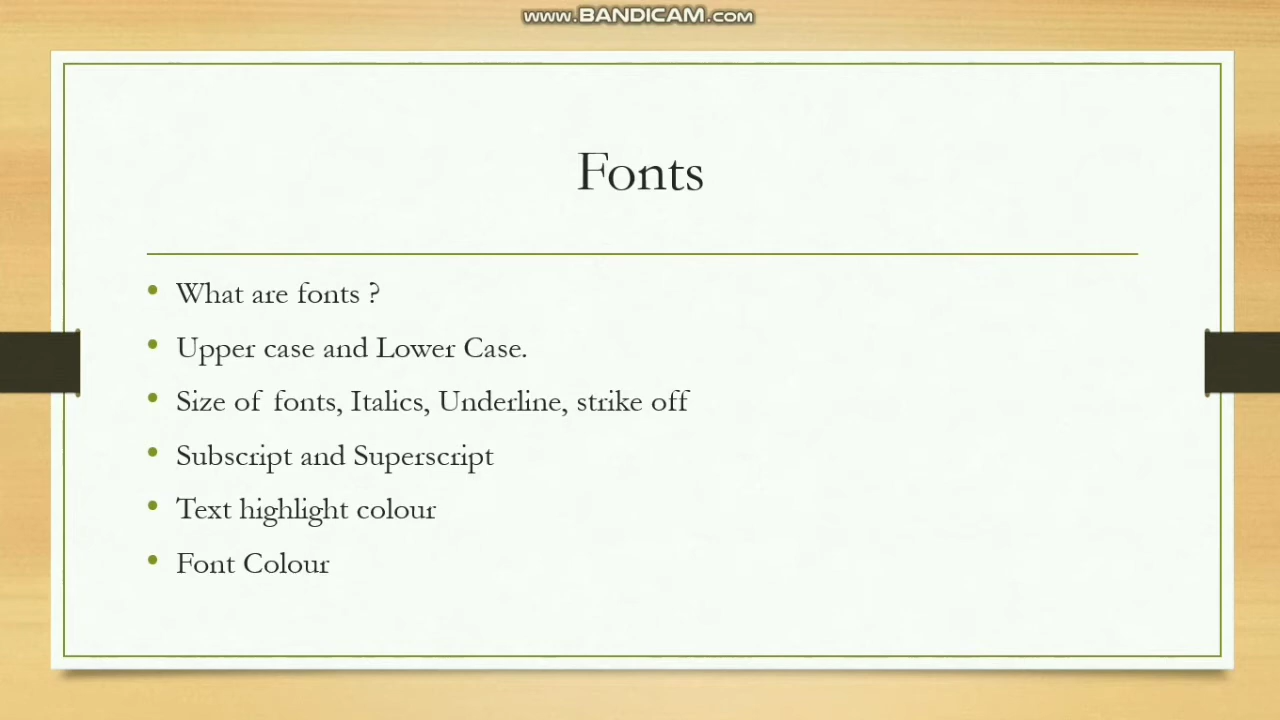 www.BANDICAM.com
Fonts
What are fonts ?
Upper case and Lower Case.
Size of fonts, Italics, Underline, strike off
Subscript and Superscript
Text highlight colour
Font Colour